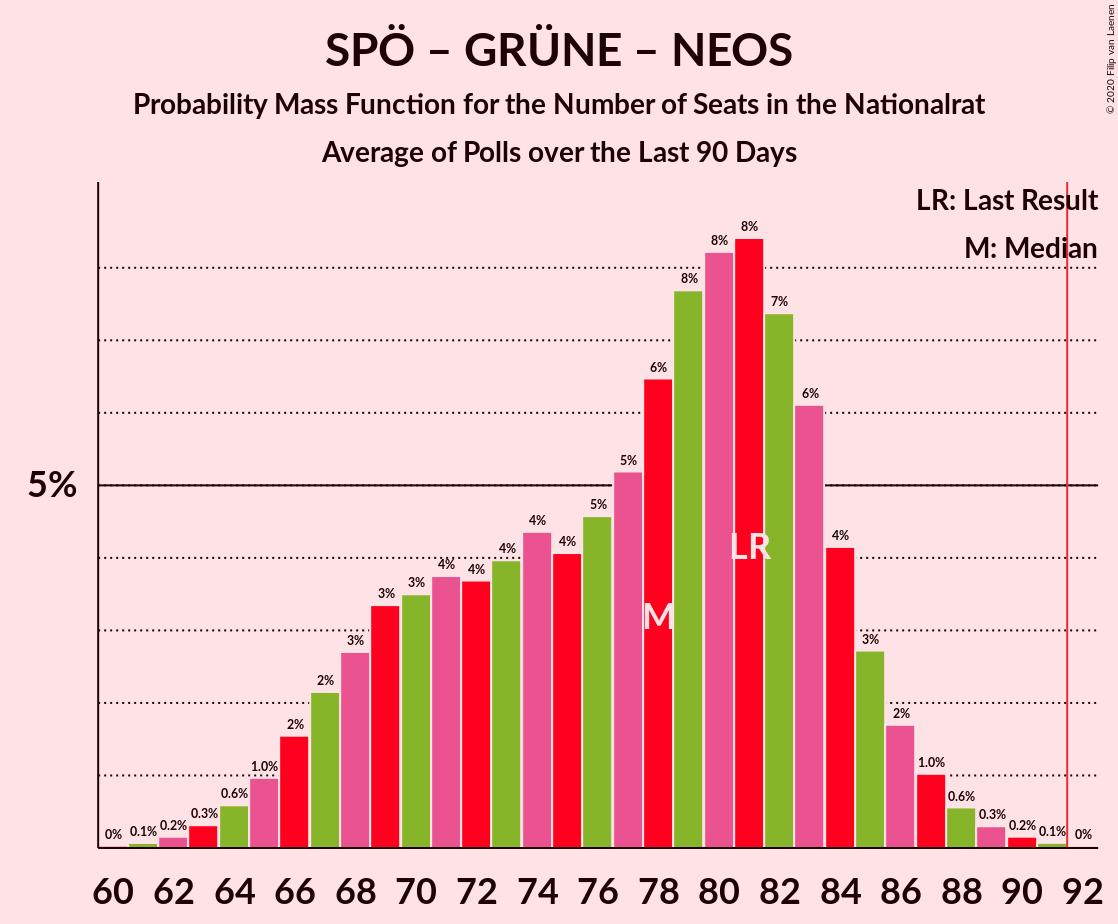 SPÖ – GRÜNE – NEOS
Probability Mass Function for the Number of Seats in the Nationalrat
Average of Polls over the Last 90 Days
© 2020 Filip van Laenen
LR: Last Result
M: Median
5%
0% 0.1% 0.2% 0.3% 0.6% 1.0% 2% 2% 3% 3% 3% 4% 4% 4% 4% 4% 5% 5% 6% 8% 8% 8% 7% 6% 4% 3% 2% 1.0% 0.6% 0.3% 0.2% 0.1% 0%
LR
M
60 62 64 66 68 70 72 74 76 78 80 82 84 86 88 90 92